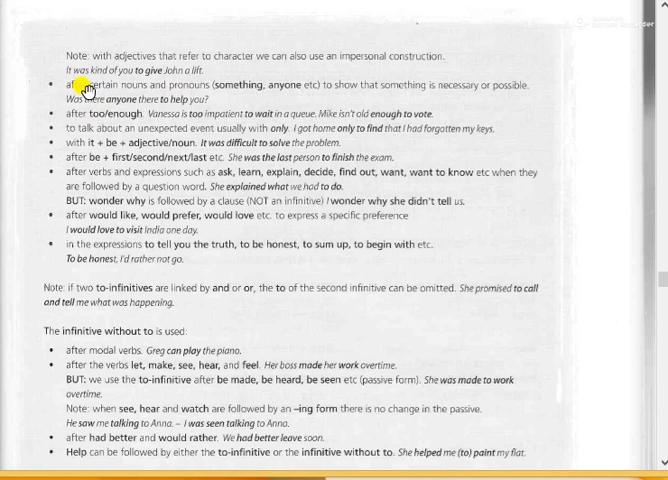 Note: with adjectives that refer to character we can also use an impersonal construction.
It was kind of you to give John a lift.
• certain nouns and pronouns (something, anyone etc) to show that something is necessary or possible.
Was there anyone there to help you?
• after too/enough. Vanessa is too impatient to wait in a queue. Mike isn't old enough to vote.
• to talk about an unexpected event usually with only. I got home only to find that I had forgotten my keys.
• with it + be + adjective/noun. It was difficult to solve the problem.
• after be + first/second/next/last etc. She was the last person to finish the exam.
• after verbs and expressions such as ask, learn, explain, decide, find out, want, want to know etc when they
are followed by a question word. She explained what we had to do.
BUT: wonder why is followed by a clause (NOT an infinitive) I wonder why she didn't tell us.
• after would like, would prefer, would love etc. to express a specific preference
I would love to visit India one day.
• in the expressions to tell you the truth, to be honest, to sum up, to begin with etc.
To be honest, I'd rather not go.
Note: if two to-infinitives are linked by and or or, the to of the second infinitive can be omitted. She promised to call
and tell me what was happening.
The infinitive without to is used:
• after modal verbs. Greg can play the piano.
• after the verbs let, make, see, hear, and feel. Her boss made her work overtime.
BUT: we use the to-infinitive after be made, be heard, be seen etc (passive form). She was made to work
overtime.
Note: when see, hear and watch are followed by an –ing form there is no change in the passive.
He saw me talking to Anna. – I was seen talking to Anna.
• after had better and would rather. We had better leave soon.
• Help can be followed by either the to-infinitive or the infinitive without to. She helped me (to) paint my flat.